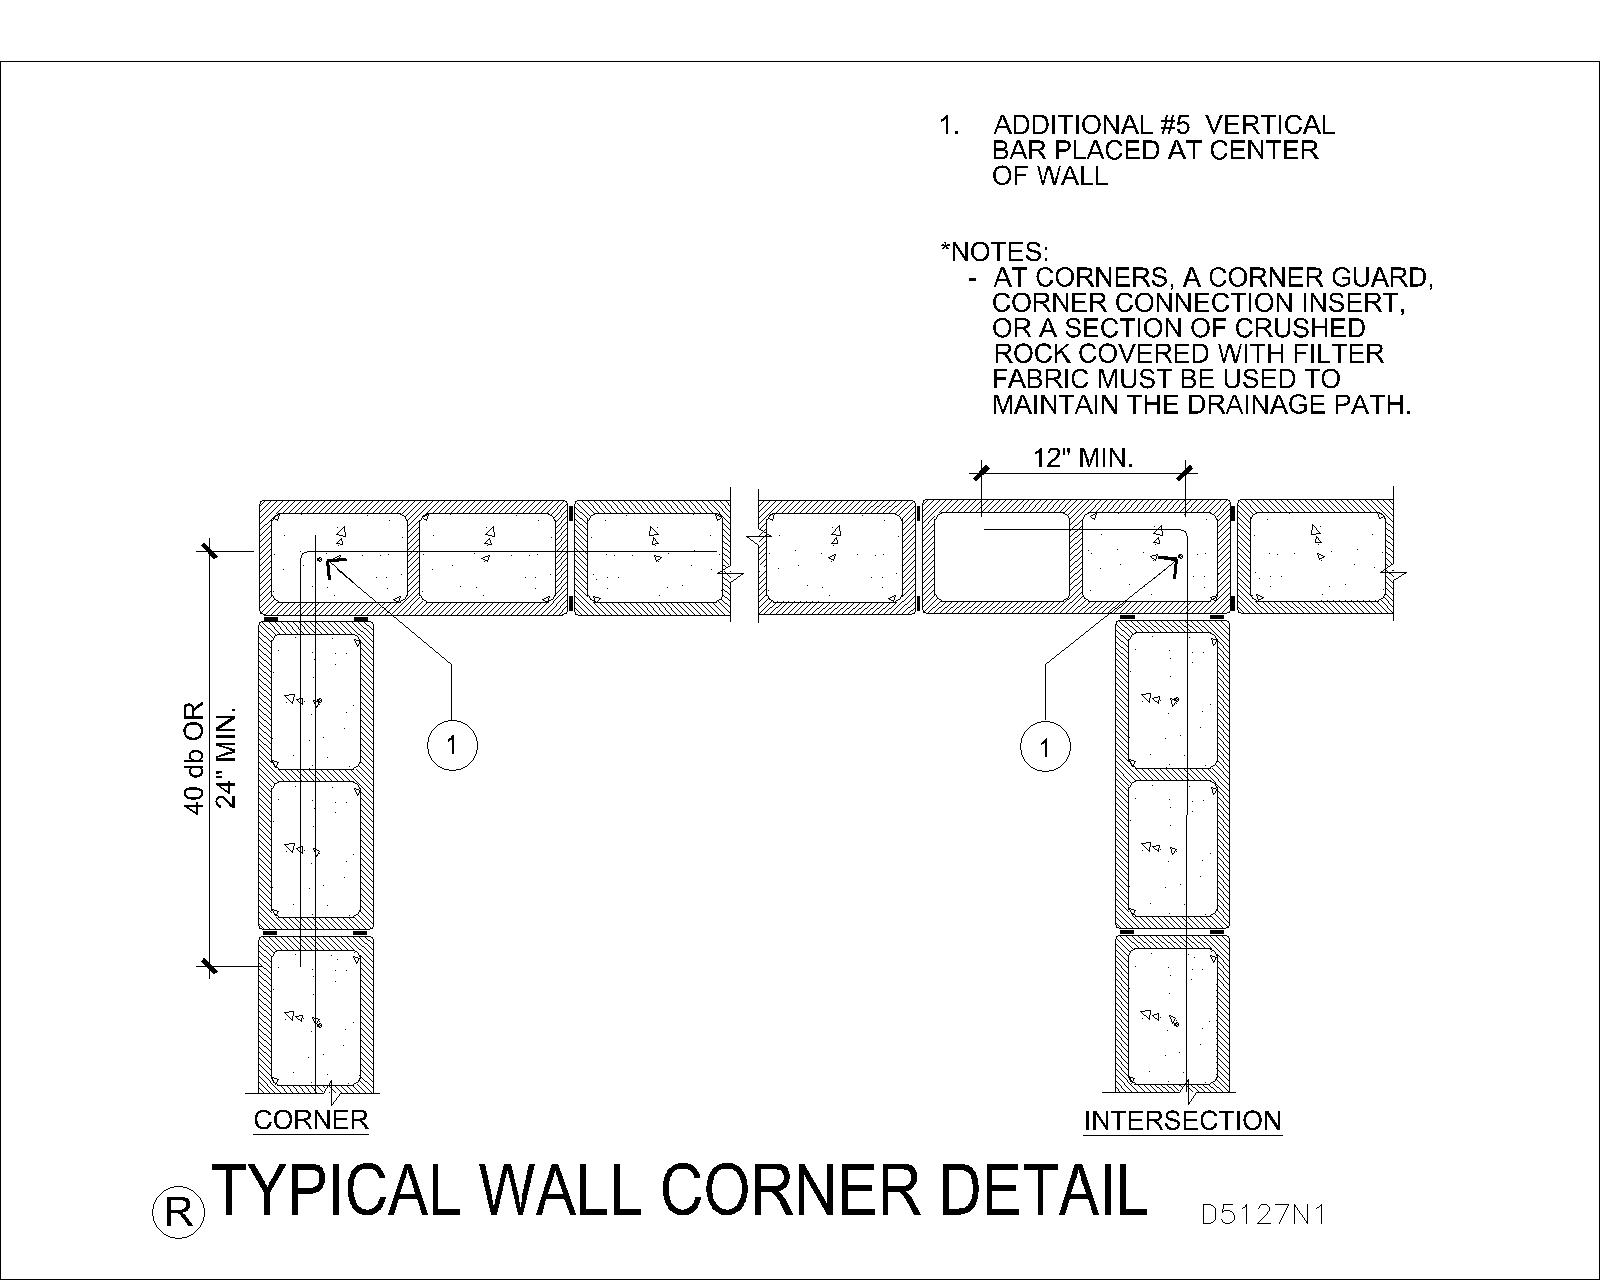 1. ADDITIONAL #5 VERTICAL
BAR PLACED AT CENTER
OF WALL
*NOTES:
- AT CORNERS, A CORNER GUARD,
CORNER CONNECTION INSERT,
OR A SECTION OF CRUSHED
ROCK COVERED WITH FILTER
FABRIC MUST BE USED TO
MAINTAIN THE DRAINAGE PATH.
12" MIN.
40 db OR
24" MIN.
1
1
CORNER
INTERSECTION
R TYPICAL WALL CORNER DETAIL D5127N1